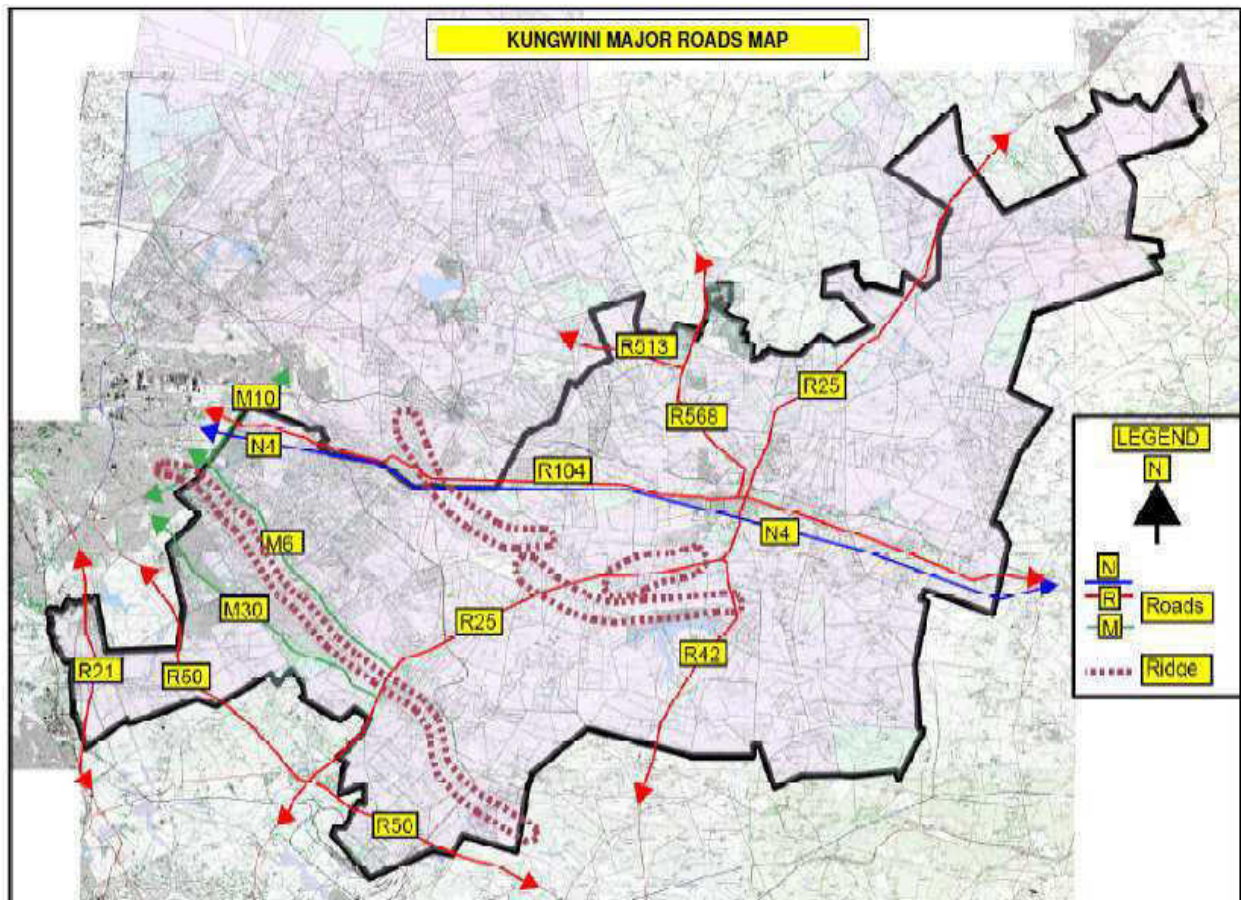 KUNGWINI MAJOR ROADS MAP
R513
M10
R25
R568
N4
R104
LEGEND
N
M6
N4
N
R
Roads
M
M30
R25
R42
R21
R50
Ridge
R50